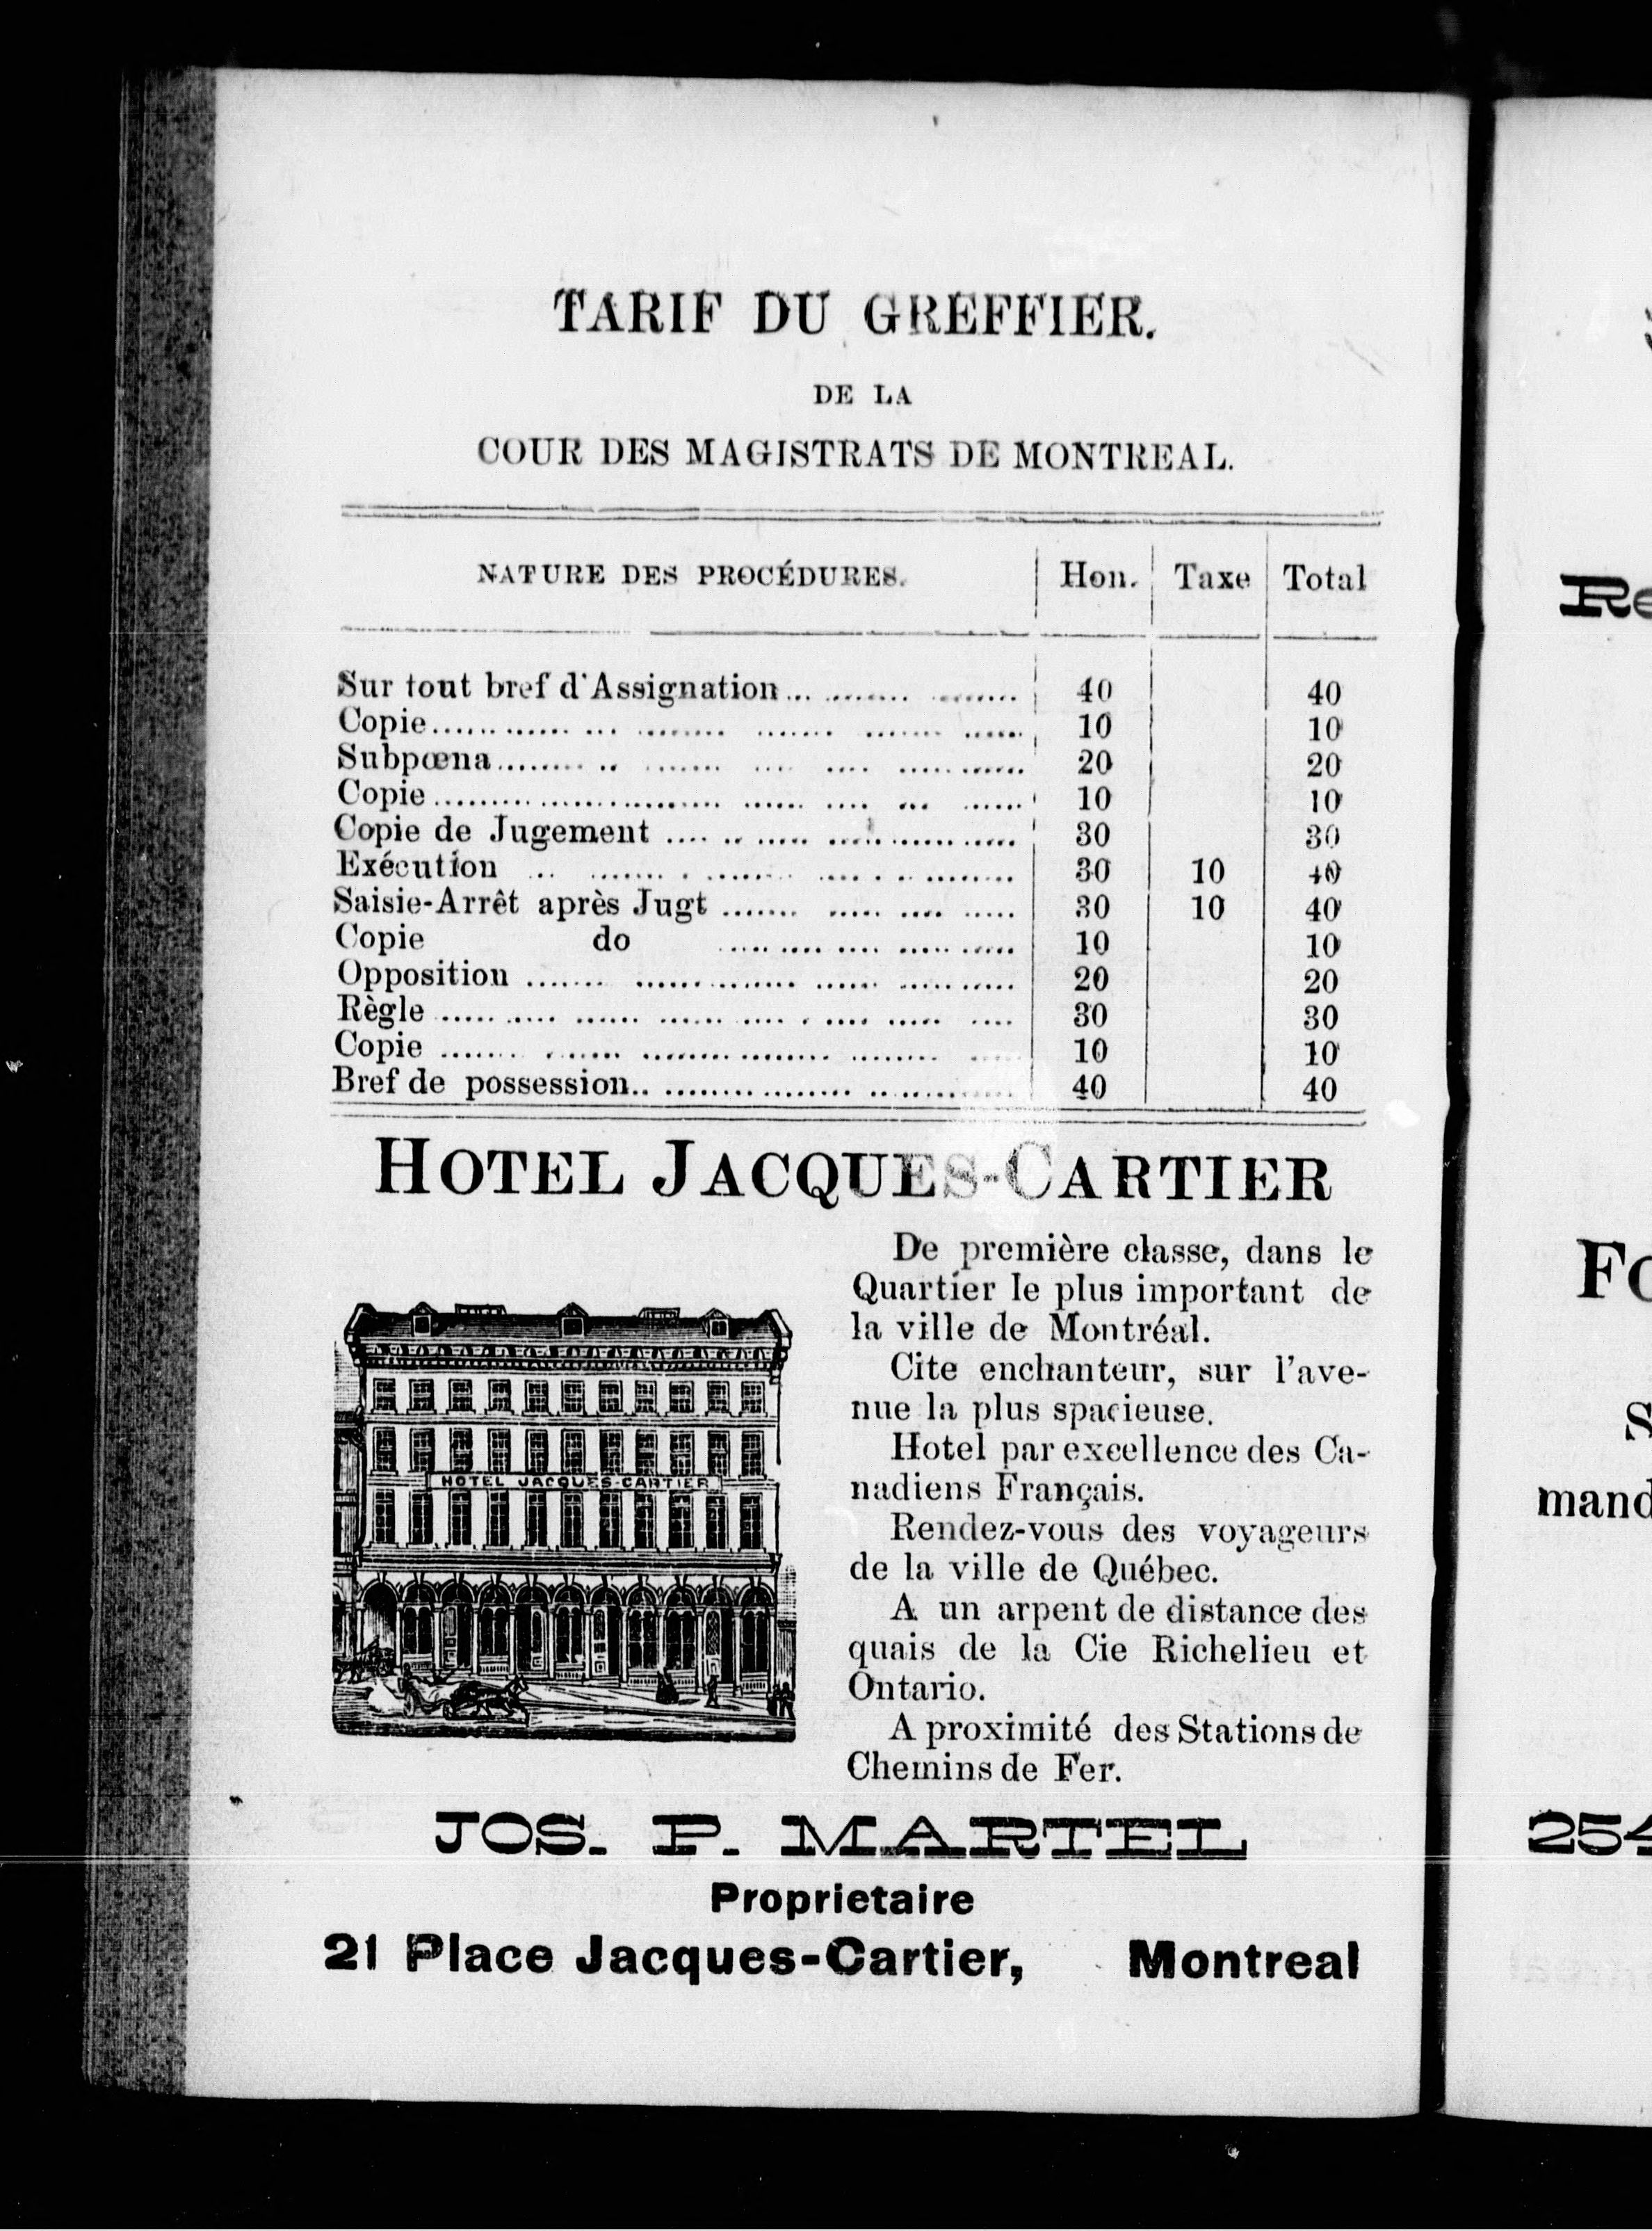 TARIF DU GREFFIER.
DE LA
COUR DES MAGISTRATS DE MONTREAL.
NATURE DES PROCÉDURES. Hon. Taxe Total
Sur tout bref d'Assignation 40 40
Copie 10 10
Subpœna 20 20
Copie 10 10
Copie de Jugement 30 30
Exécution 30 10 40
Saisie-Arrêt après Jugt 30 10 40
Copie do 10 10
Opposition 20 20
Règle 30 30
Copie 10 10
Bref de possession 40 40
HOTEL JACQUES-CARTIER
HOTEL JACQUES-CARTIER
De première classe, dans le
Quartier le plus important de
la ville de Montréal.
Cite enchanteur, sur l'ave-
nue la plus spacieuse.
Hotel par excellence des Ca-
nadiens Français.
Rendez-vous des voyageurs
de la ville de Québec.
A un arpent de distance des
quais de la Cie Richelieu et
Ontario.
A proximité des Stations de
Chemins de Fer.
JOS. P. MARTEL
Proprietaire
21 Place Jacques-Cartier, Montreal
Re
Fo
S
mand
254